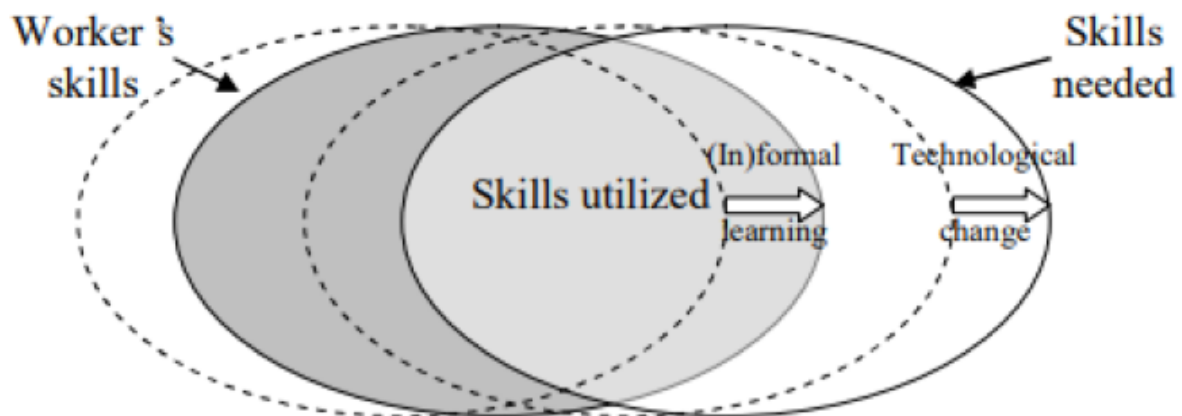 Worker's
skills
Skills
needed
(In)formal
learning
Technological
change
Skills utilized